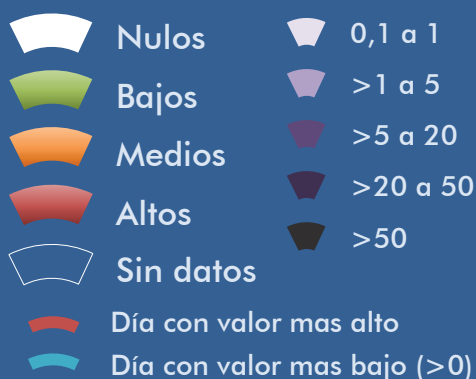 Nulos
Bajos
Medios
Altos
Sin datos
0,1 a 1
>1 a 5
>5 a 20
>20 a 50
>50
Día con valor mas alto
Día con valor mas bajo (>0)